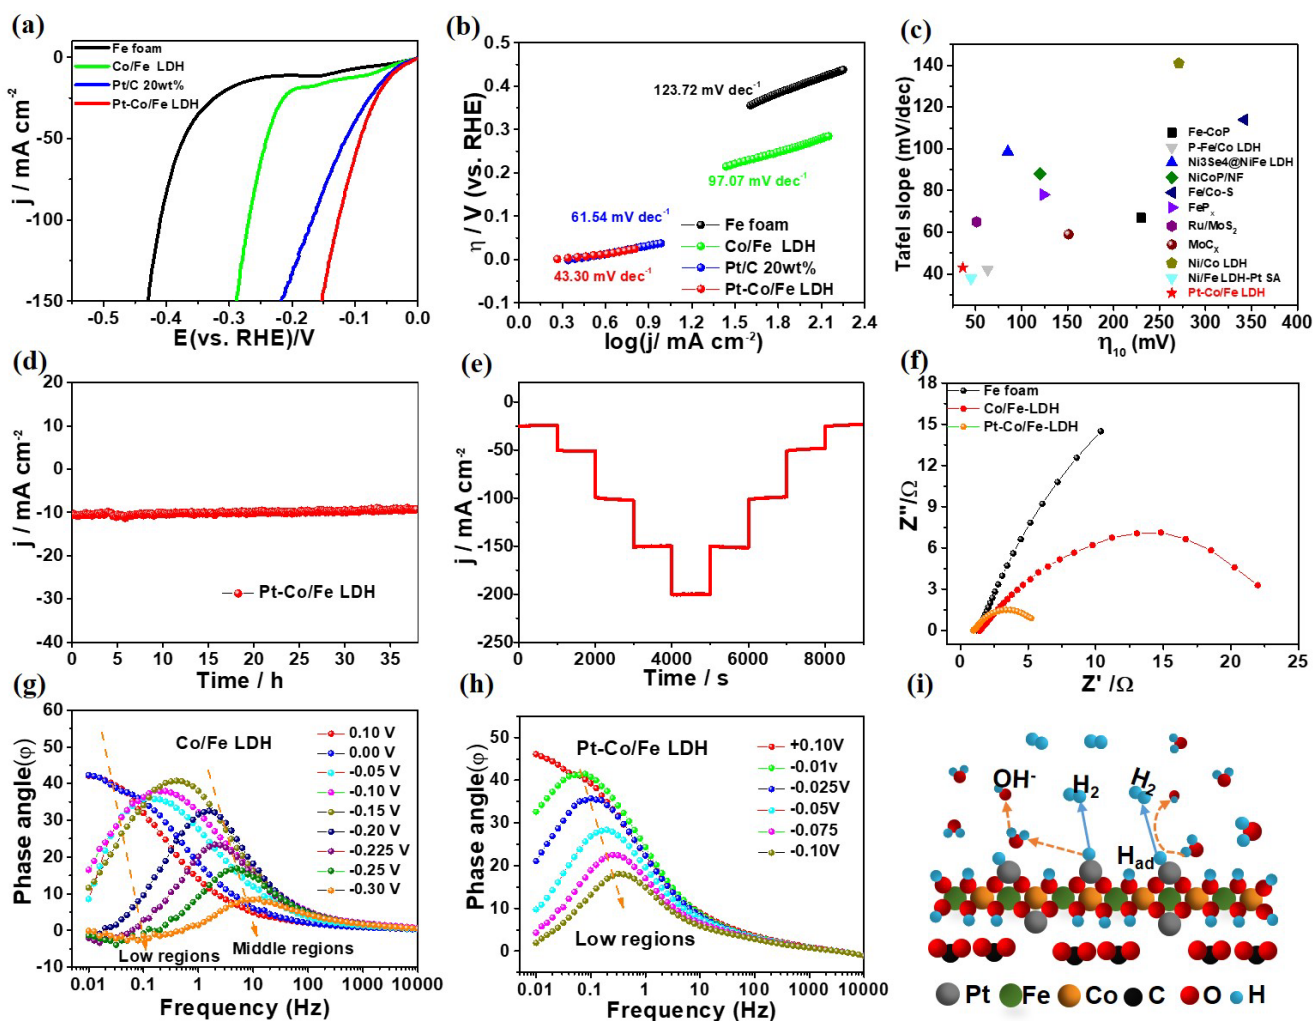 (a)
Fe foam
Co/Fe LDH
Pt/C 20wt%
Pt-Co/Fe LDH
j / mA cm-2
0
-50
-100
-150
-0.5
-0.4
-0.3
-0.2
-0.1
0.0
E(vs. RHE)/V
(b)
η / V (vs. RHE)
0.5
0.4
0.3
0.2
0.1
0.0
-0.1
123.72 mV dec-1
97.07 mV dec-1
61.54 mV dec-1
43.30 mV dec-1
Fe foam
Co/Fe LDH
Pt/C 20wt%
Pt-Co/Fe LDH
0.0
0.3
0.6
0.9
1.2
1.5
1.8
2.1
2.4
log(j/ mA cm-2)
(c)
Tafel slope (mV/dec)
140
120
100
80
60
40
Fe-CoP
P-Fe/Co LDH
Ni3Se4@NiFe LDH
NiCoP/NF
Fe/Co-S
FePx
Ru/MoS2
MoCx
Ni/Co LDH
Ni/Fe LDH-Pt SA
Pt-Co/Fe LDH
50
100
150
200
250
300
350
400
η10 (mV)
(d)
j / mA cm-2
20
10
0
-10
-20
-30
-40
Pt-Co/Fe LDH
0
5
10
15
20
25
30
35
Time / h
(e)
j / mA cm-2
0
-50
-100
-150
-200
-250
0
2000
4000
6000
8000
Time / s
(f)
Z''/Ω
18
15
12
9
6
3
0
Fe foam
Co/Fe-LDH
Pt-Co/Fe-LDH
0
5
10
15
20
25
Z' /Ω
(g)
Phase angle(φ)
60
50
40
30
20
10
0
-10
Co/Fe LDH
0.10 V
0.00 V
-0.05 V
-0.10 V
-0.15 V
-0.20 V
-0.225 V
-0.25 V
-0.30 V
Low regions
Middle regions
0.01
0.1
1
10
100
1000
10000
Frequency (Hz)
(h)
Phase angle(φ)
50
40
30
20
10
0
Pt-Co/Fe LDH
+0.10V
-0.01v
-0.025V
-0.05V
-0.075
-0.10V
Low regions
0.01
0.1
1
10
100
1000
10000
Frequency (Hz)
(i)
OH-
H2
H2
Had
Pt
Fe
Co
C
O
H